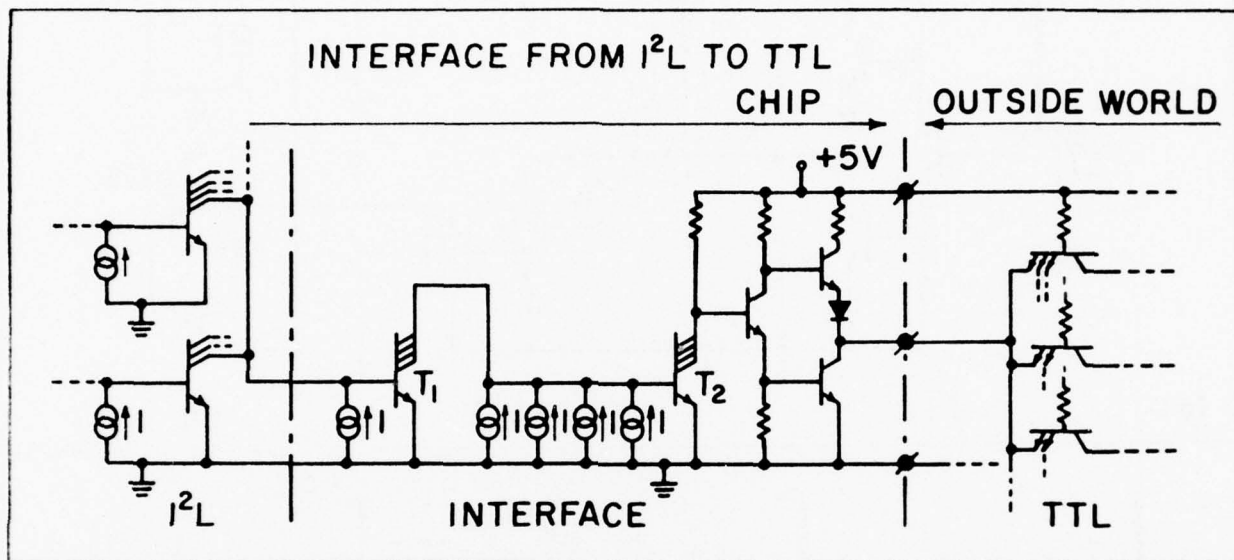 INTERFACE FROM I²L TO TTL
CHIP
OUTSIDE WORLD
+5V
T₁
T₂
I
I
I
I
I
I
I²L
INTERFACE
TTL